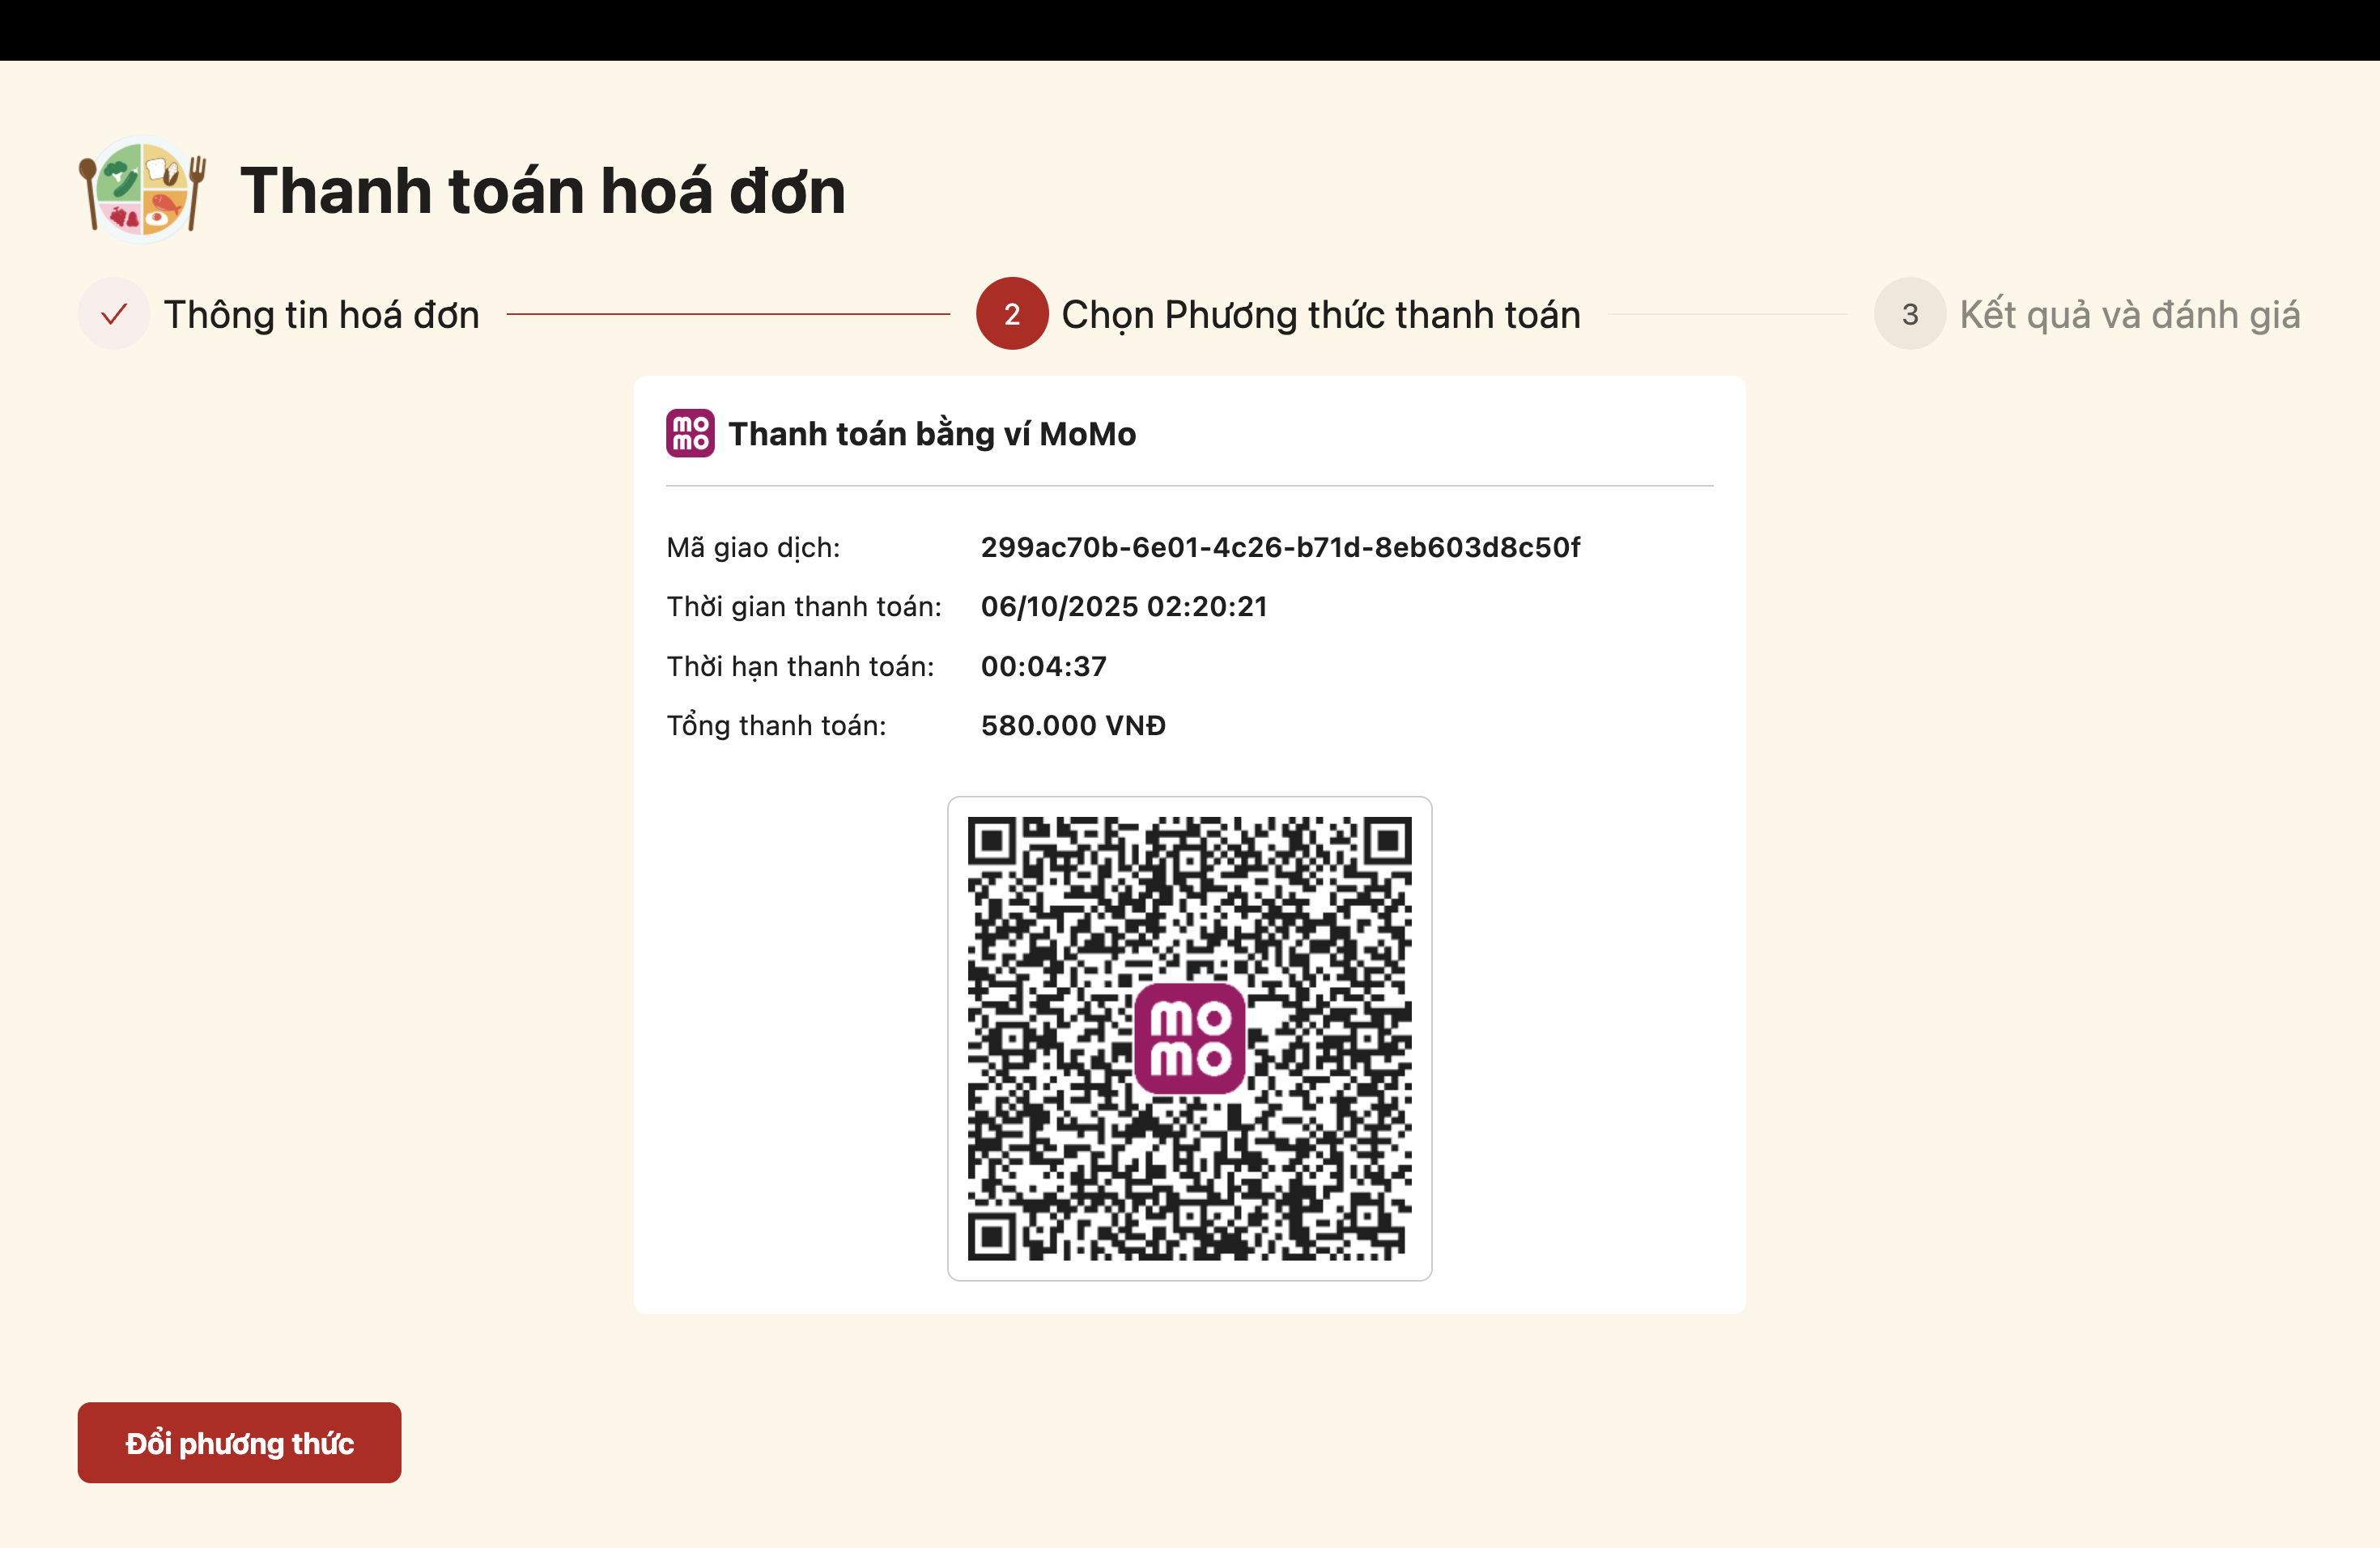 Thanh toán hoá đơn
Thông tin hoá đơn
2 Chọn Phương thức thanh toán
3 Kết quả và đánh giá
momo Thanh toán bằng ví MoMo
Mã giao dịch: 299ac70b-6e01-4c26-b71d-8eb603d8c50f
Thời gian thanh toán: 06/10/2025 02:20:21
Thời hạn thanh toán: 00:04:37
Tổng thanh toán: 580.000 VNĐ
mo
mo
Đổi phương thức